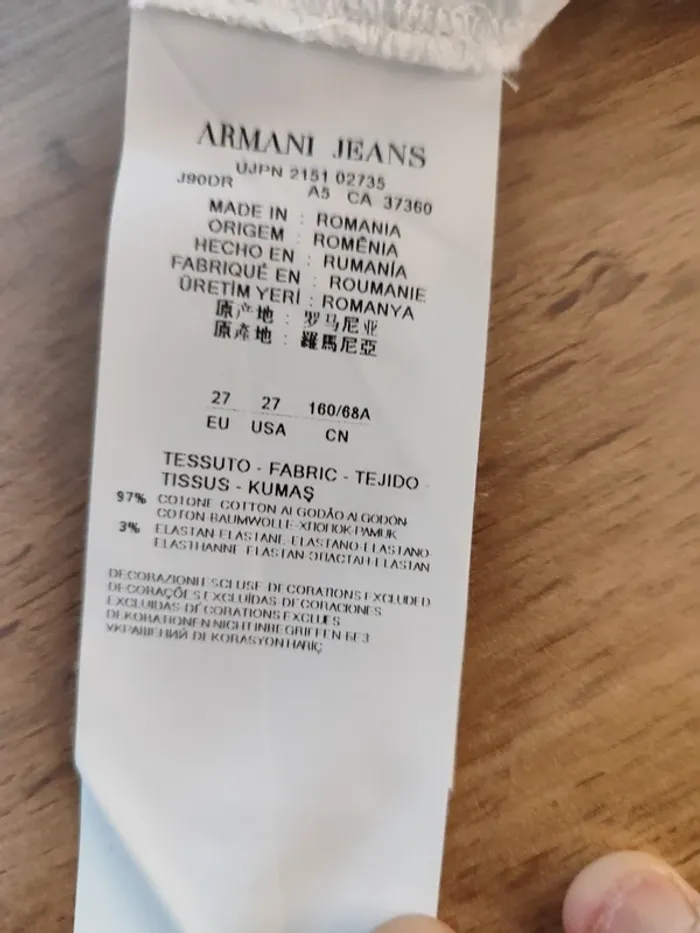 ARMANI JEANS
UJPN 2151 02735
J90DR A5 CA 37360
MADE IN : ROMANIA
ORIGEM : ROMÊNIA
HECHO EN : RUMANÍA
FABRIQUÉ EN : ROUMANIE
ÜRETİM YERİ : ROMANYA
原产地 : 罗马尼亚
原產地 : 羅馬尼亞
27 27 160/68A
EU USA CN
TESSUTO - FABRIC - TEJIDO -
TISSUS - KUMAŞ
97% COTONE-COTTON-ALGODÃO-ALGODÓN-
COTON-BAUMWOLLE-ХЛОПОК-PAMUK
3% ELASTAN-ELASTANE-ELASTANO-ELASTANO-
ELASTHANNE-ELASTAN-ЭЛАСТАН-ELASTAN
DECORAZIONI ESCLUSE-DECORATIONS EXCLUDED
DECORAÇÕES EXCLUÍDAS-DECORACIONES
EXCLUIDAS-DÉCORATIONS EXCLUES
DEKORATIONEN NICHT INBEGRIFFEN-БЕЗ
УКРАШЕНИЙ-DEKORASYON HARİÇ